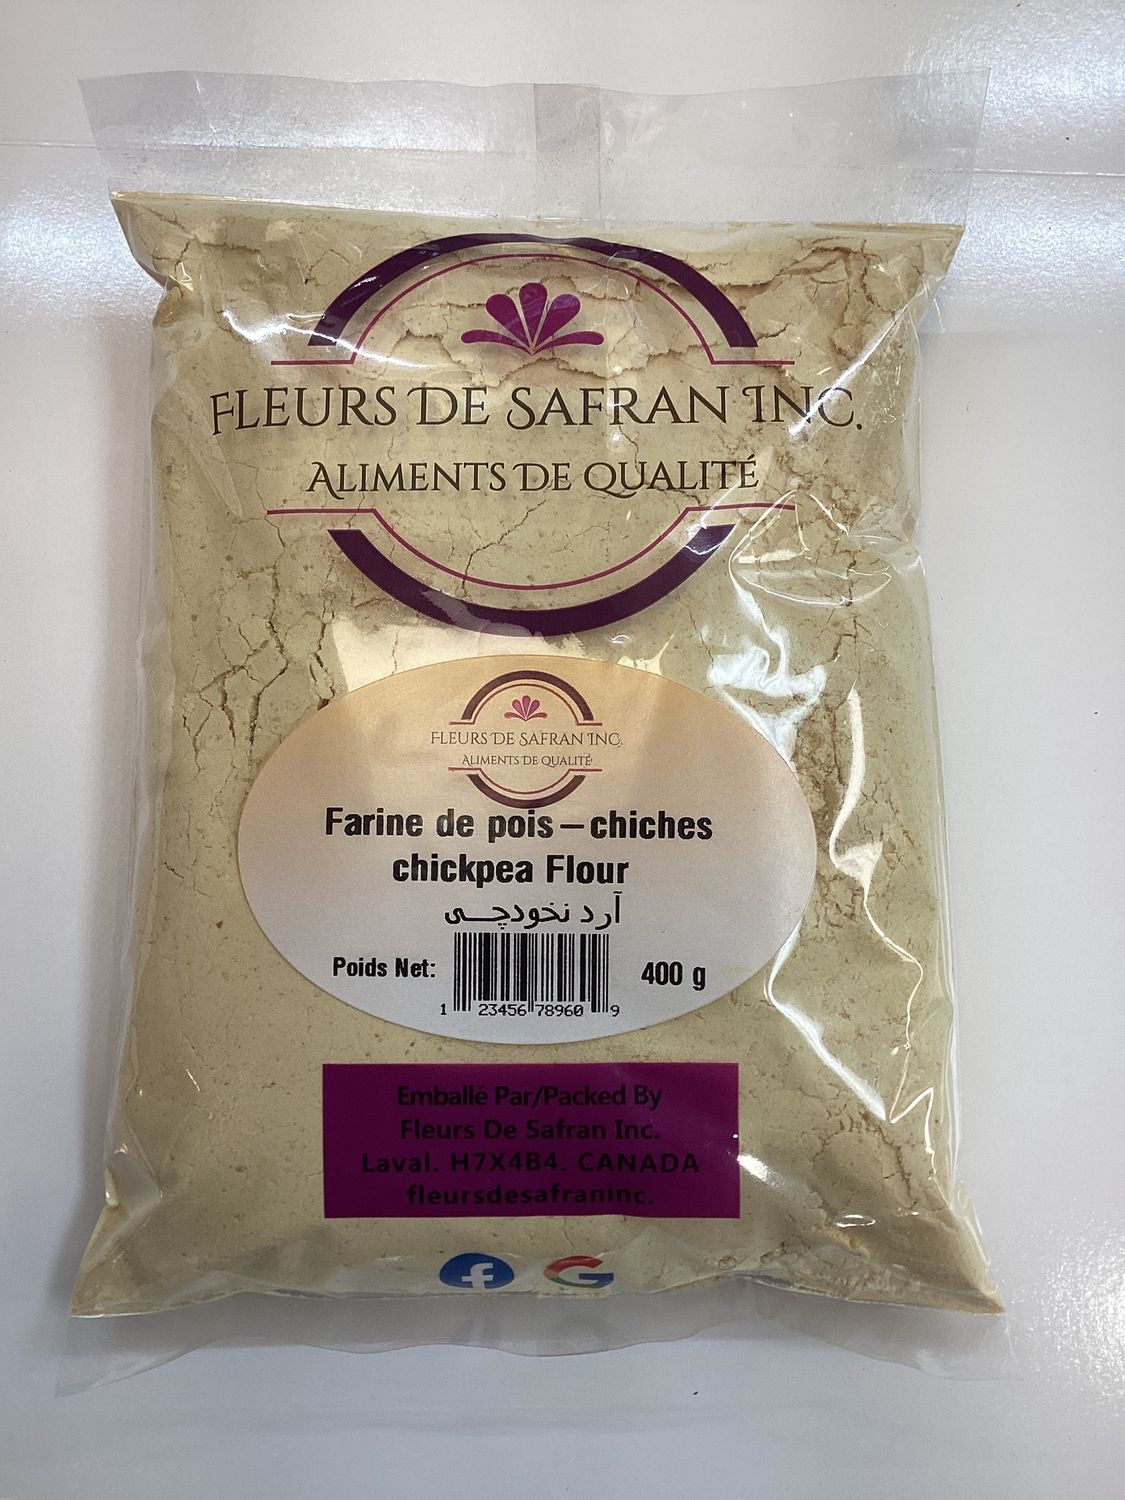 FLEURS DE SAFRAN INC.
ALIMENTS DE QUALITÉ
FLEURS DE SAFRAN INC.
ALIMENTS DE QUALITÉ
Farine de pois-chiches
chickpea Flour
آرد نخودچی
Poids Net: 400 g
1 23456 78960 9
Emballé Par/Packed By
Fleurs De Safran Inc.
Laval. H7X4B4. CANADA
fleursdesafraninc.
f G